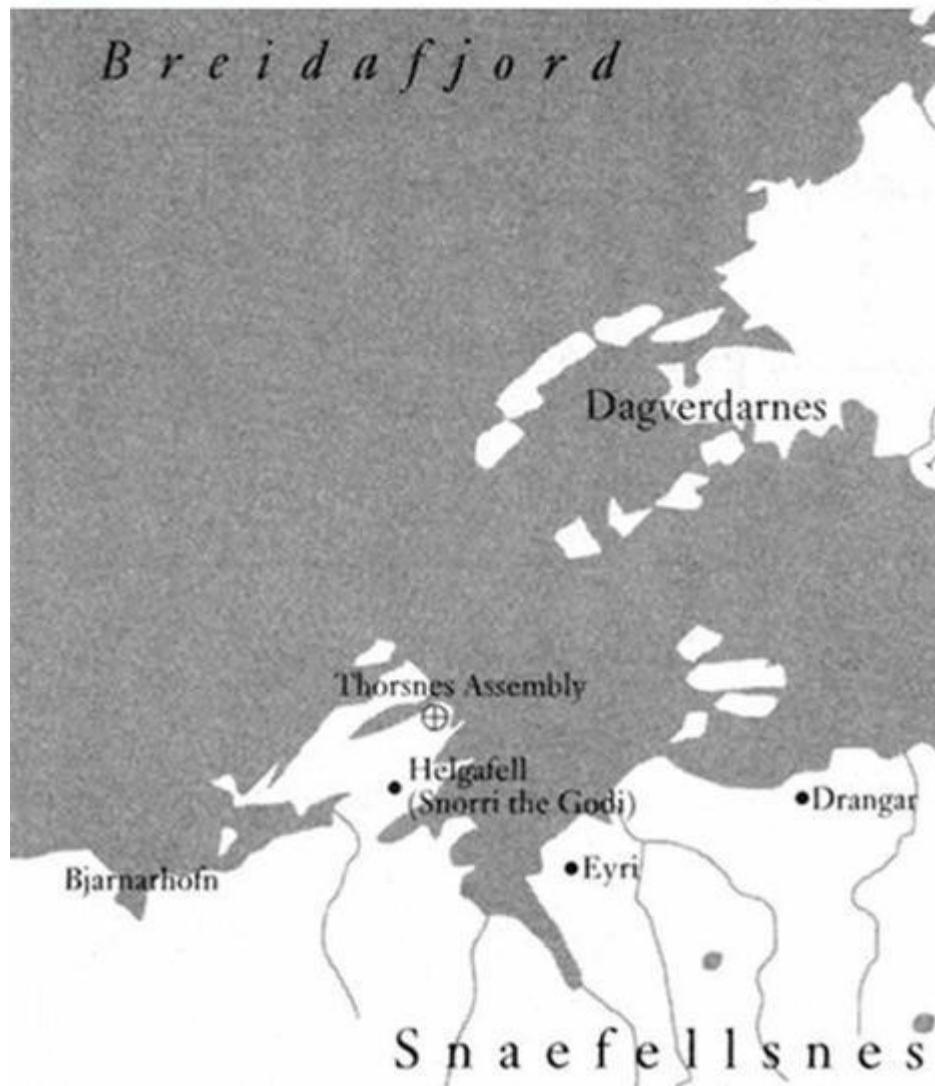 Breidafjord
Dagverdarnes
Thorsnes Assembly
Helgafell
(Snorri the Godi)
Drangar
Eyri
Bjarnarhofn
Snaefellsnes